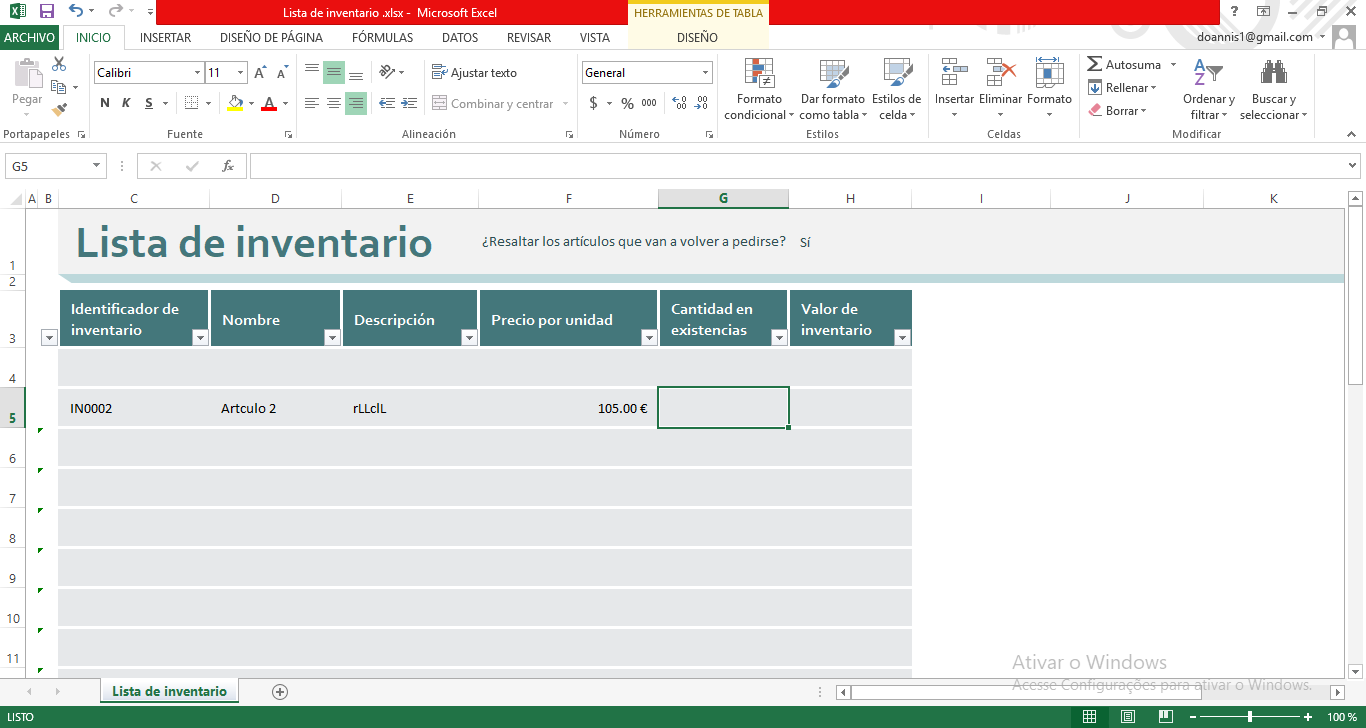 Lista de inventario .xlsx - Microsoft Excel
HERRAMIENTAS DE TABLA
?
ARCHIVO INICIO INSERTAR DISEÑO DE PÁGINA FÓRMULAS DATOS REVISAR VISTA DISEÑO doannis1@gmail.com
Pegar
Portapapeles
Calibri 11
N K S
Fuente
Ajustar texto
Combinar y centrar
Alineación
General
$ % 000
Número
Formato condicional
Dar formato como tabla
Estilos de celda
Estilos
Insertar Eliminar Formato
Celdas
Autosuma
Rellenar
Borrar
Ordenar y filtrar
Buscar y seleccionar
Modificar
G5 fx
A B C D E F G H I J K
1 Lista de inventario ¿Resaltar los artículos que van a volver a pedirse? Sí
2
3 Identificador de inventario Nombre Descripción Precio por unidad Cantidad en existencias Valor de inventario
4
5 IN0002 Artculo 2 rLLclL 105.00 €
6
7
8
9
10
11
Ativar o Windows
Acesse Configurações para ativar o Windows.
Lista de inventario
LISTO 100 %